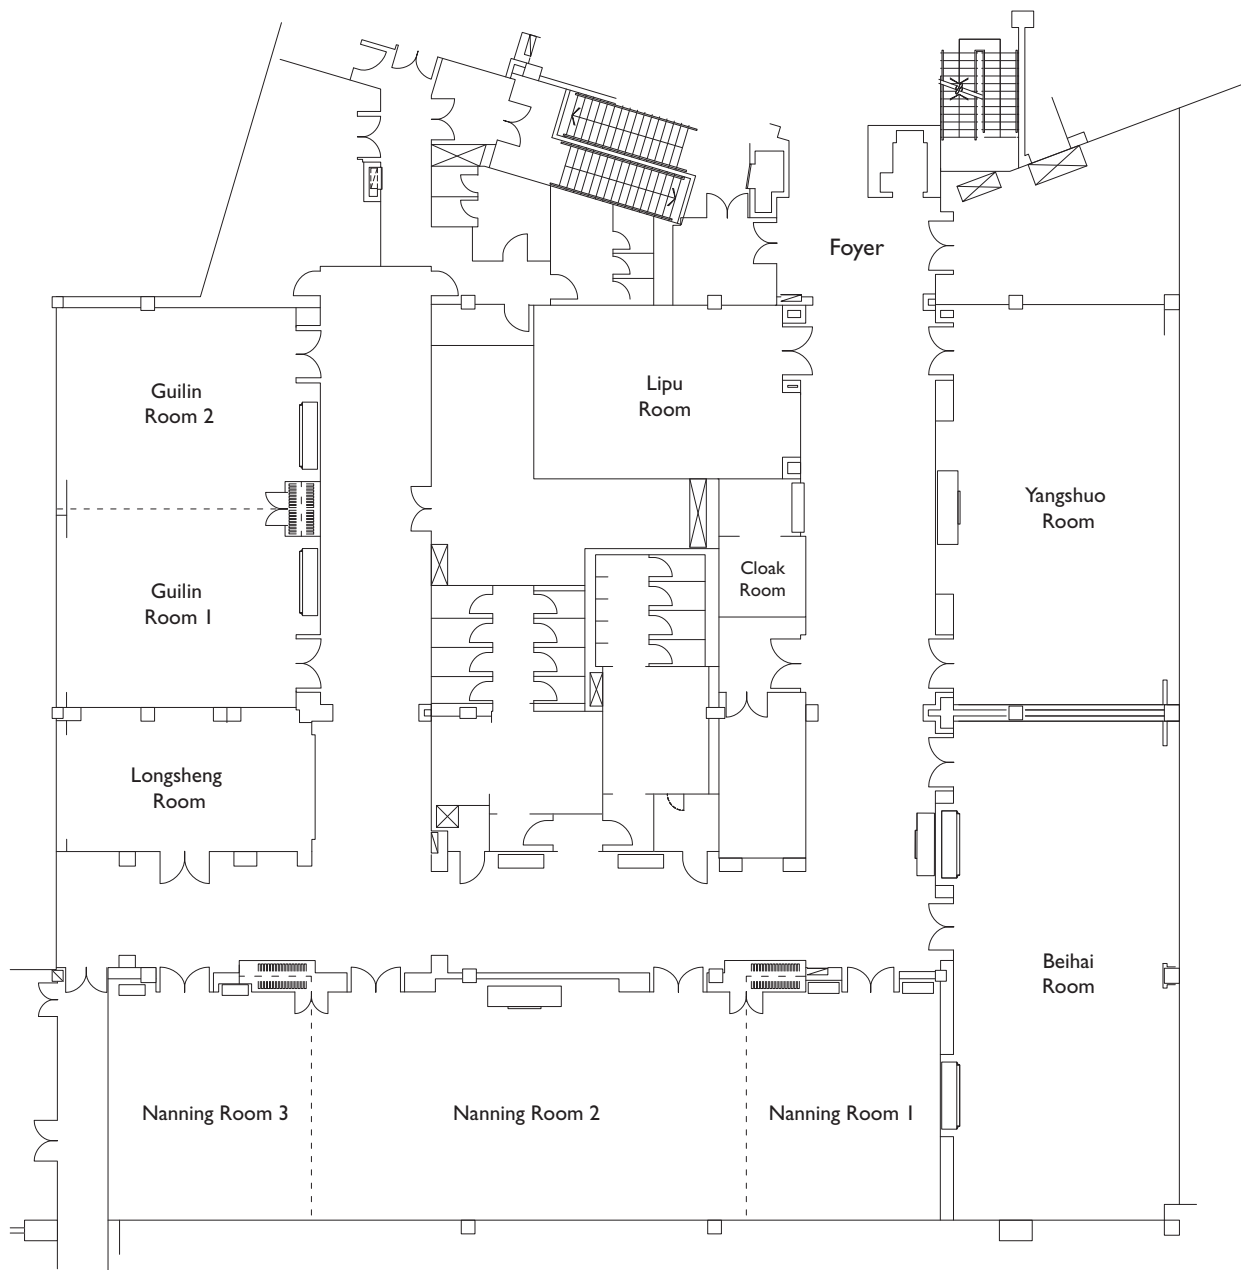 Foyer
Guilin
Room 2
Lipu
Room
Yangshuo
Room
Cloak
Room
Guilin
Room 1
Longsheng
Room
Beihai
Room
Nanning Room 3
Nanning Room 2
Nanning Room 1